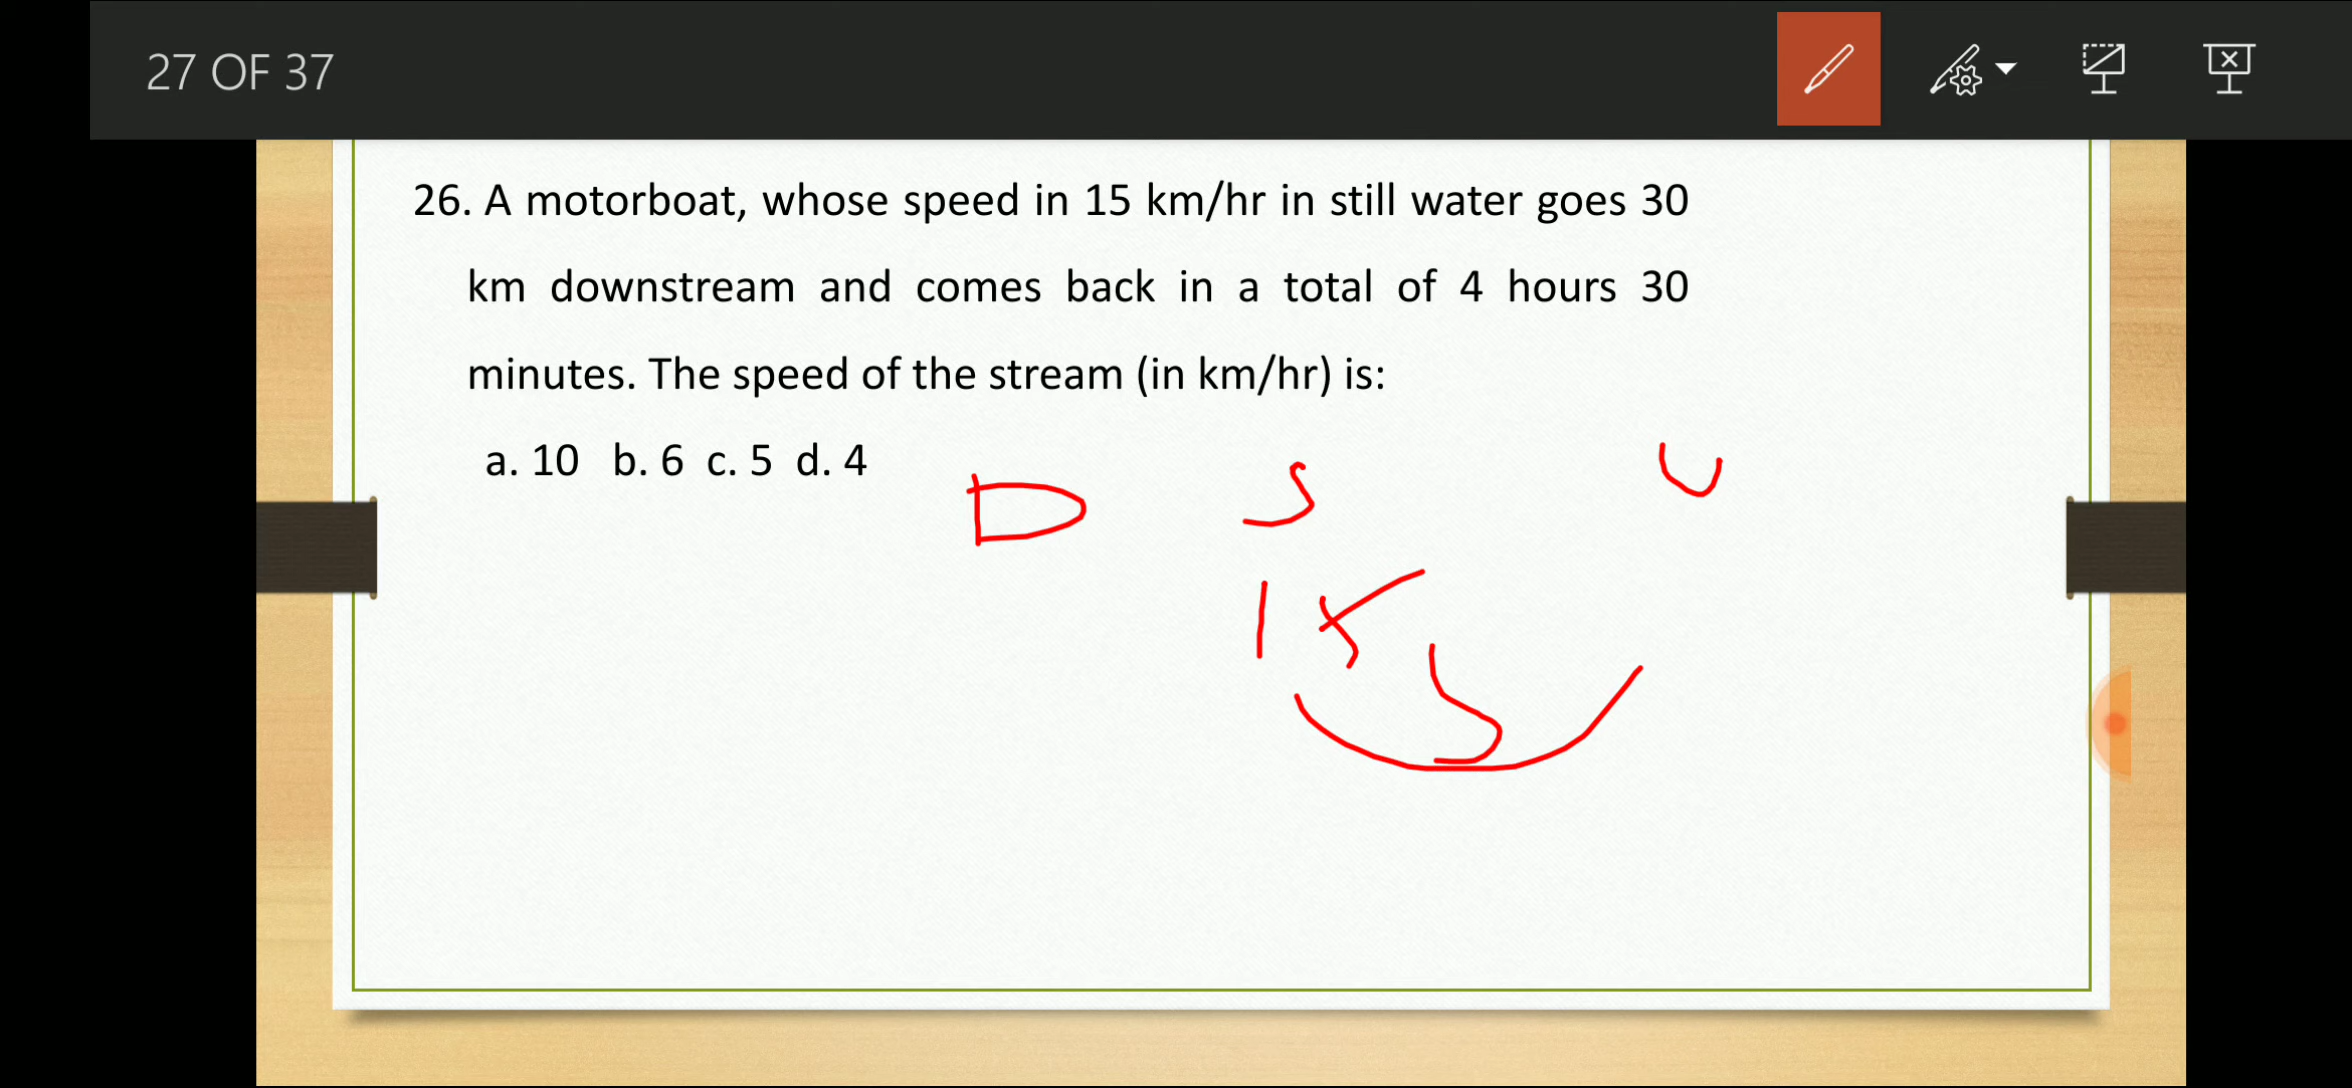 27 OF 37
26. A motorboat, whose speed in 15 km/hr in still water goes 30
km downstream and comes back in a total of 4 hours 30
minutes. The speed of the stream (in km/hr) is:
a. 10 b. 6 c. 5 d. 4
D S U
15
5